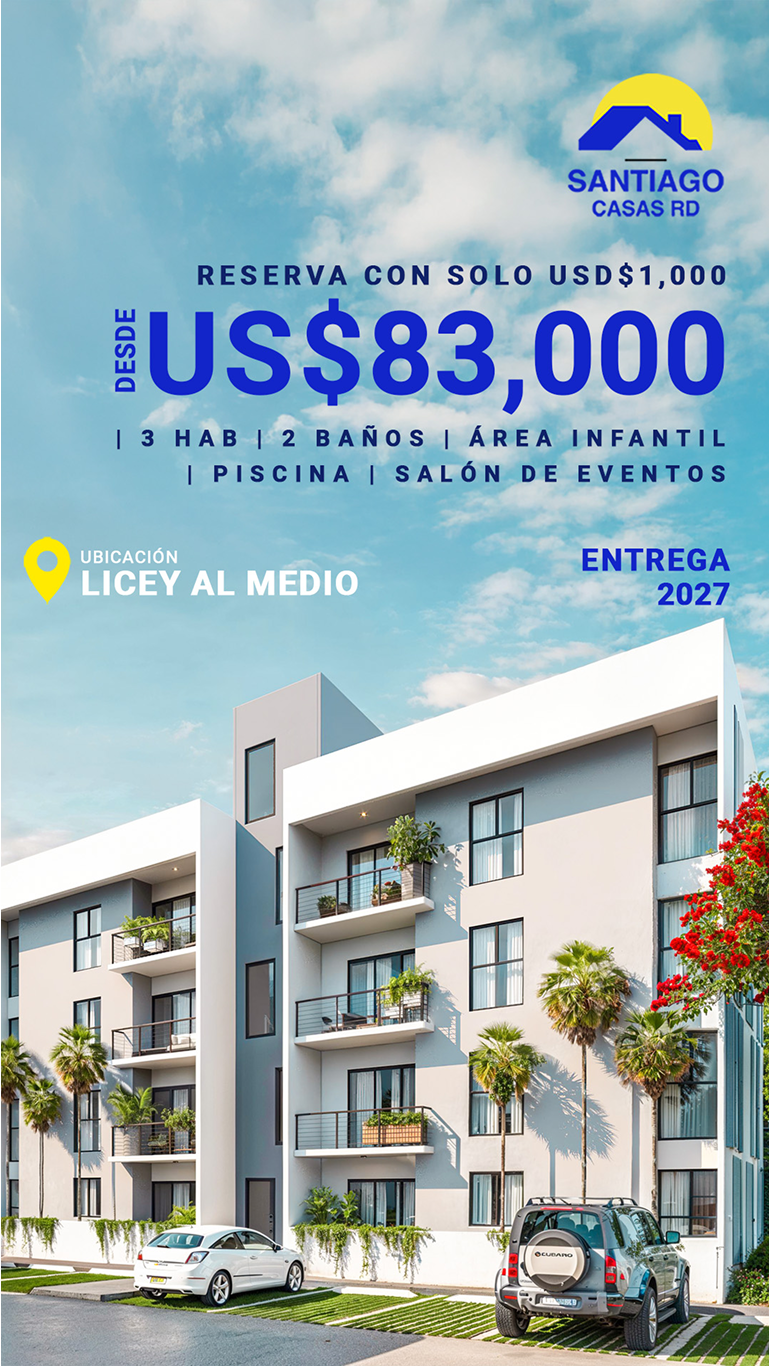 SANTIAGO
CASAS RD
RESERVA CON SOLO USD$1,000
DESDE
US$83,000
| 3 HAB | 2 BAÑOS | ÁREA INFANTIL
| PISCINA | SALÓN DE EVENTOS
UBICACIÓN
LICEY AL MEDIO
ENTREGA
2027